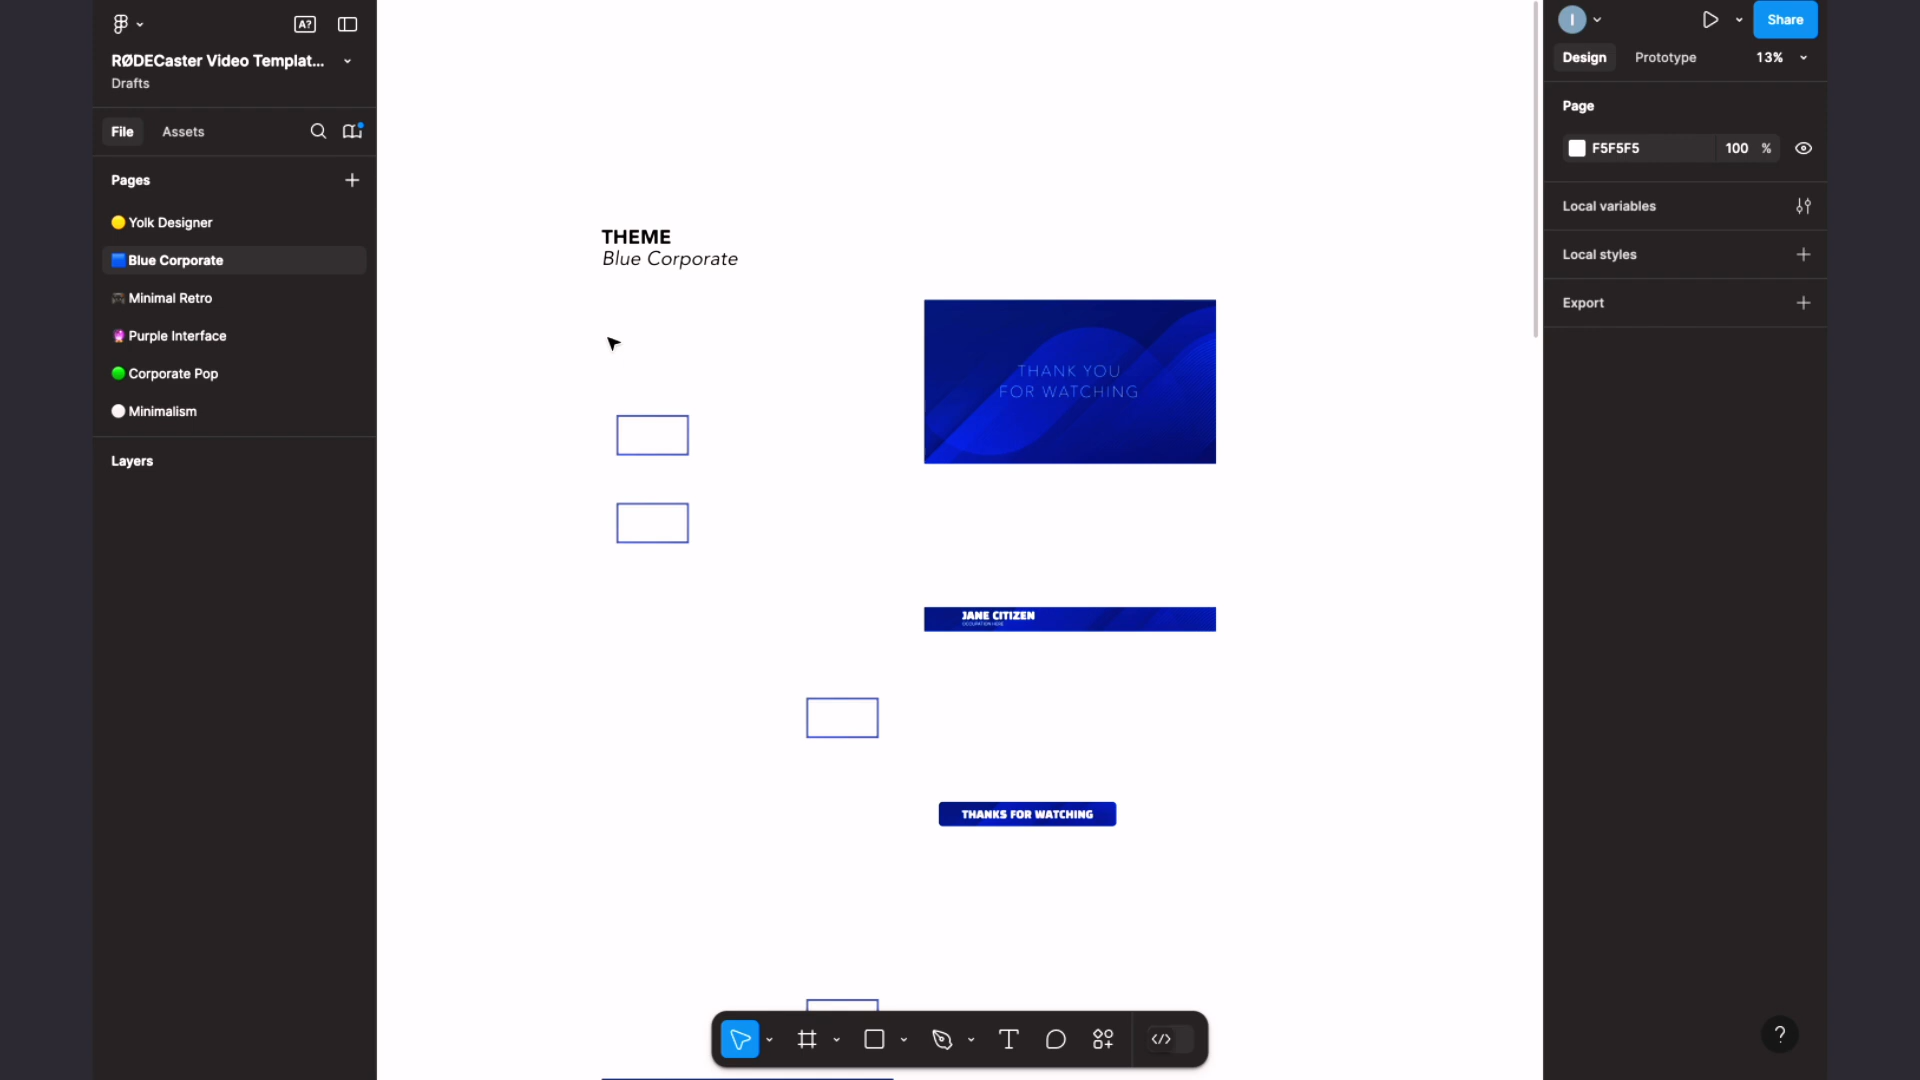 RØDECaster Video Templat...
Drafts
File
Assets
Pages
Yolk Designer
Blue Corporate
Minimal Retro
Purple Interface
Corporate Pop
Minimalism
Layers
THEME
Blue Corporate
THANK YOU
FOR WATCHING
JANE CITIZEN
OCCUPATION HERE
THANKS FOR WATCHING
A?
I
Share
Design
Prototype
13%
Page
F5F5F5
100
%
Local variables
Local styles
Export
?